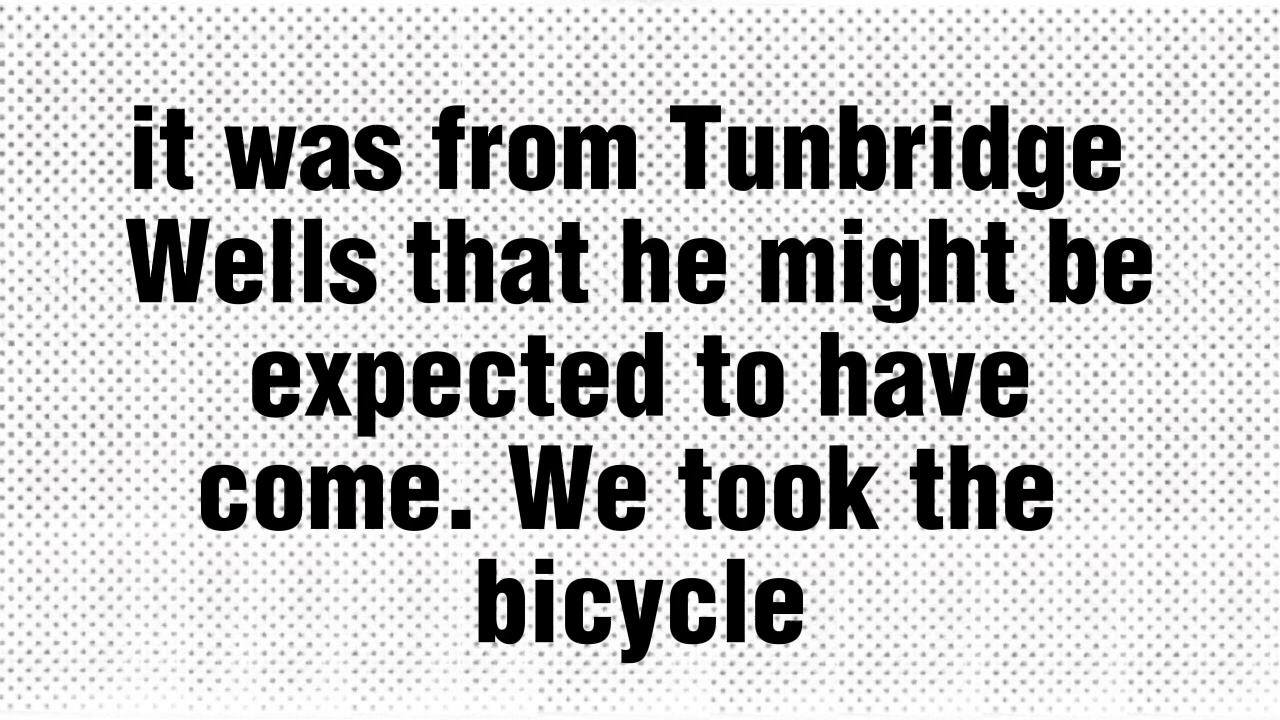 it was from Tunbridge
Wells that he might be
expected to have
come. We took the
bicycle